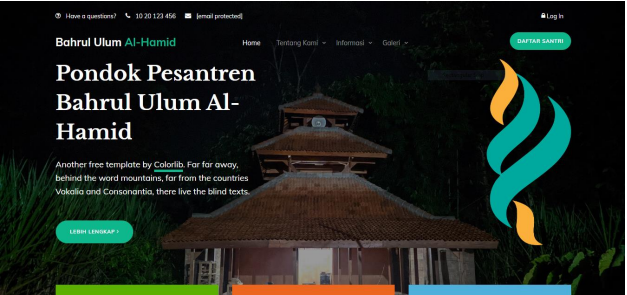 Have a questions? 10 20 123 456 [email protected] Log In
Bahrul Ulum Al-Hamid Home Tentang Kami Informasi Galeri DAFTAR SANTRI
Pondok Pesantren
Bahrul Ulum Al-
Hamid
Another free template by Colorlib. Far far away,
behind the word mountains, far from the countries
Vokalia and Consonantia, there live the blind texts.
LEBIH LENGKAP